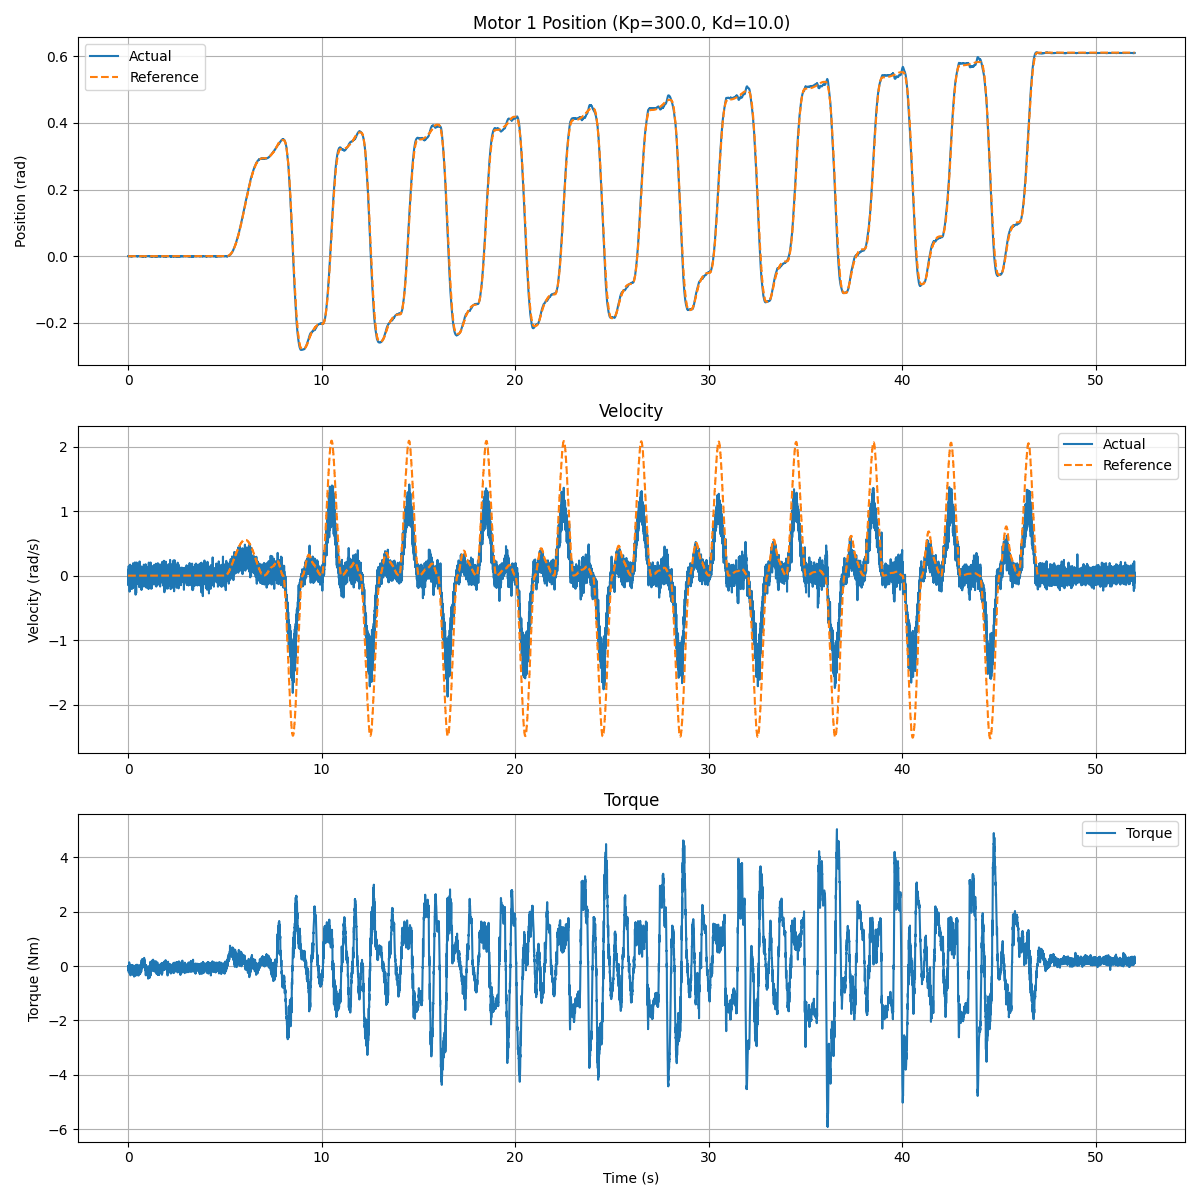 Motor 1 Position (Kp=300.0, Kd=10.0)
Actual
Reference
Position (rad)
0.6
0.4
0.2
0.0
−0.2
0 10 20 30 40 50
Velocity
Actual
Reference
Velocity (rad/s)
2
1
0
−1
−2
0 10 20 30 40 50
Torque
Torque
Torque (Nm)
4
2
0
−2
−4
−6
0 10 20 30 40 50
Time (s)